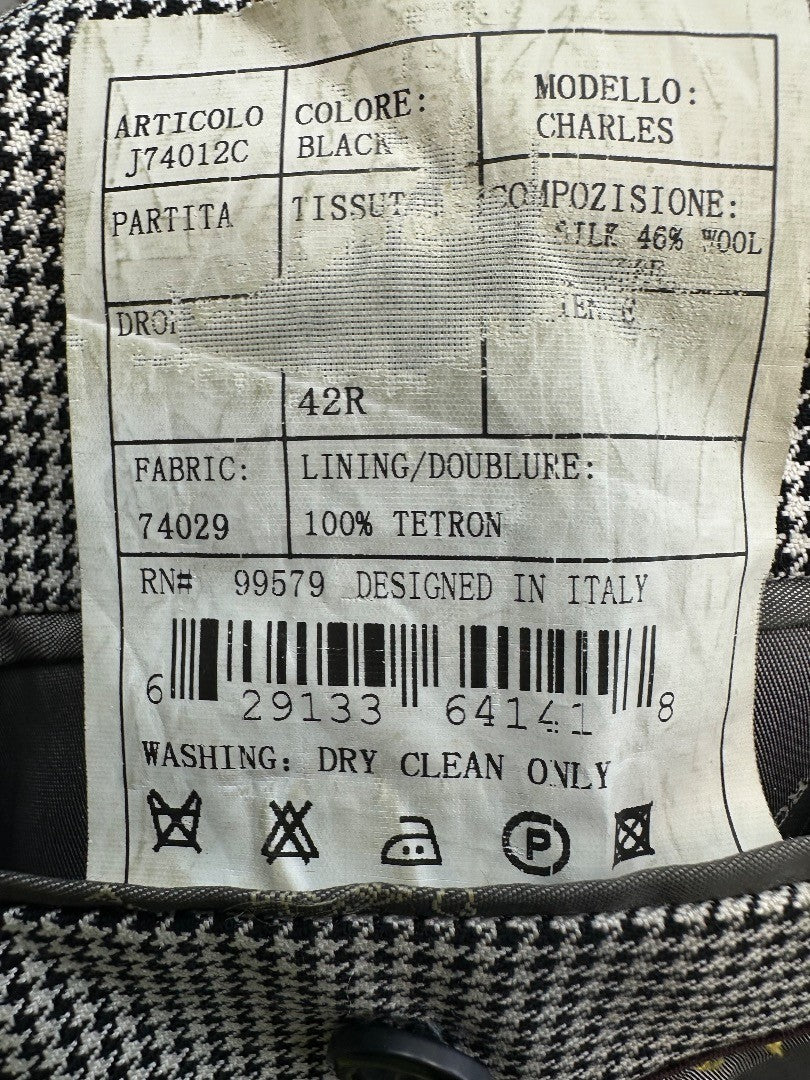 ARTICOLO
J74012C
COLORE:
BLACK
MODELLO:
CHARLES
PARTITA
COMPOZISIONE:
SILK 46% WOOL
42R
FABRIC:
74029
LINING/DOUBLURE:
100% TETRON
RN# 99579 DESIGNED IN ITALY
6 29133 64141 8
WASHING: DRY CLEAN ONLY
P